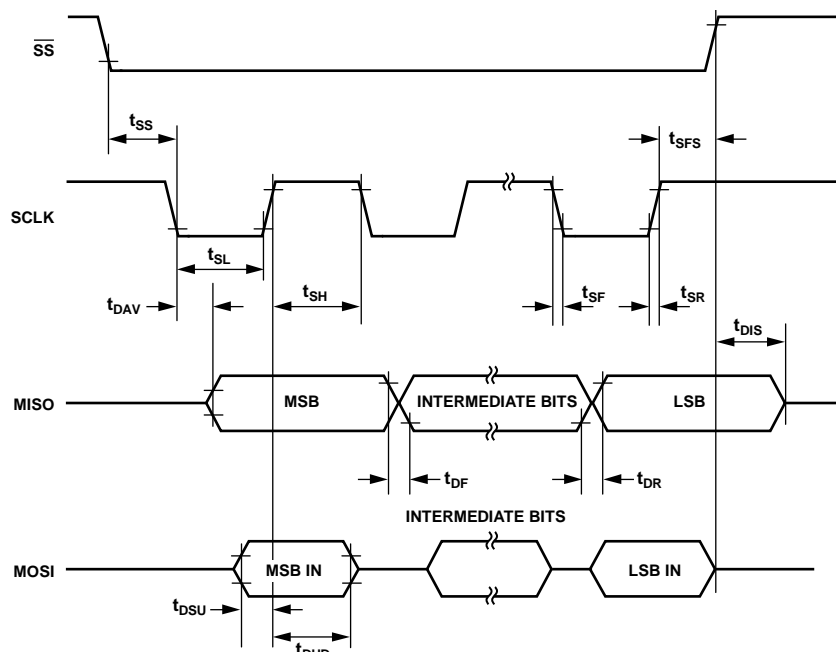 SS
tSS
tSFS
SCLK
tSL
tSH
tSF
tSR
tDAV
tDIS
MISO
MSB
INTERMEDIATE BITS
LSB
tDF
tDR
INTERMEDIATE BITS
MOSI
MSB IN
LSB IN
tDSU